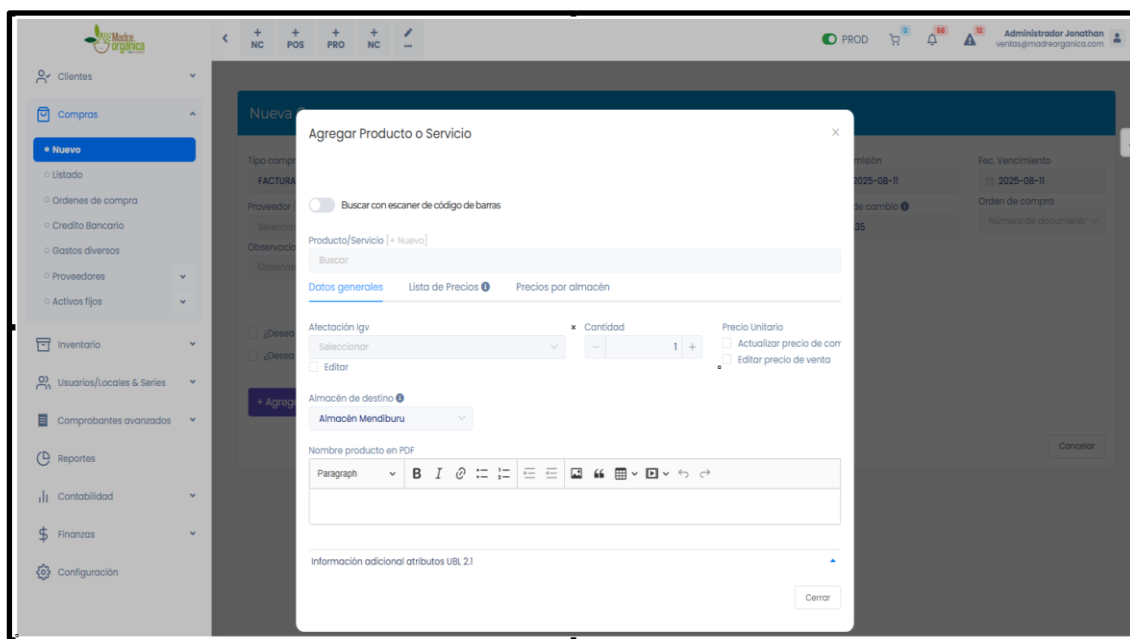 Madre
orgánica
+ NC
+ POS
+ PRO
+ NC
...
PROD
0
56
12
Administrador Jonathan
ventas@madreorganica.com
Clientes
Compras
Nuevo
Listado
Ordenes de compra
Credito Bancario
Gastos diversos
Proveedores
Activos fijos
Inventario
Usuarios/Locales & Series
Comprobantes avanzados
Reportes
Contabilidad
Finanzas
Configuración
Nueva
Tipo compr
FACTURA
Proveedor
Seleccio
Observacio
Observac
¿Desea
¿Desea
+ Agreg
misión
2025-08-11
Fec. Vencimiento
2025-08-11
de cambio
35
Orden de compra
Número de documento
Cancelar
Agregar Producto o Servicio
Buscar con escaner de código de barras
Producto/Servicio [+ Nuevo]
Buscar
Datos generales Lista de Precios Precios por almacén
Afectación Igv
Seleccionar
Editar
x Cantidad
− 1 +
Precio Unitario
Actualizar precio de com
Editar precio de venta
Almacén de destino
Almacén Mendiburu
Nombre producto en PDF
Paragraph B I
Información adicional atributos UBL 2.1
Cerrar